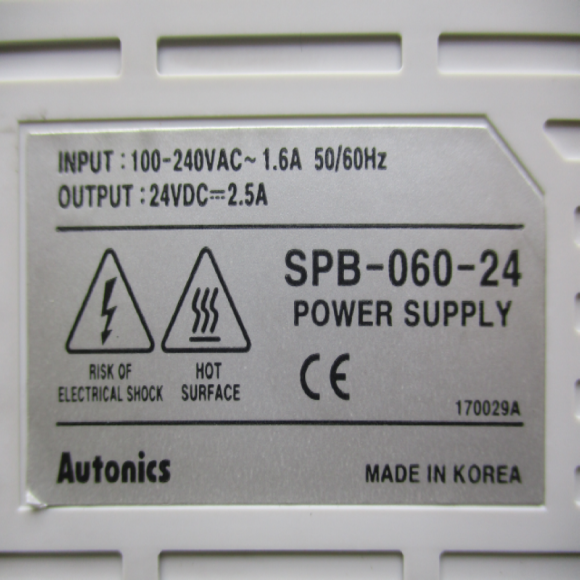 INPUT : 100-240VAC~ 1.6A 50/60Hz
OUTPUT : 24VDC⎓2.5A
SPB-060-24
POWER SUPPLY
RISK OF
ELECTRICAL SHOCK
HOT
SURFACE
CE
170029A
Autonics
MADE IN KOREA